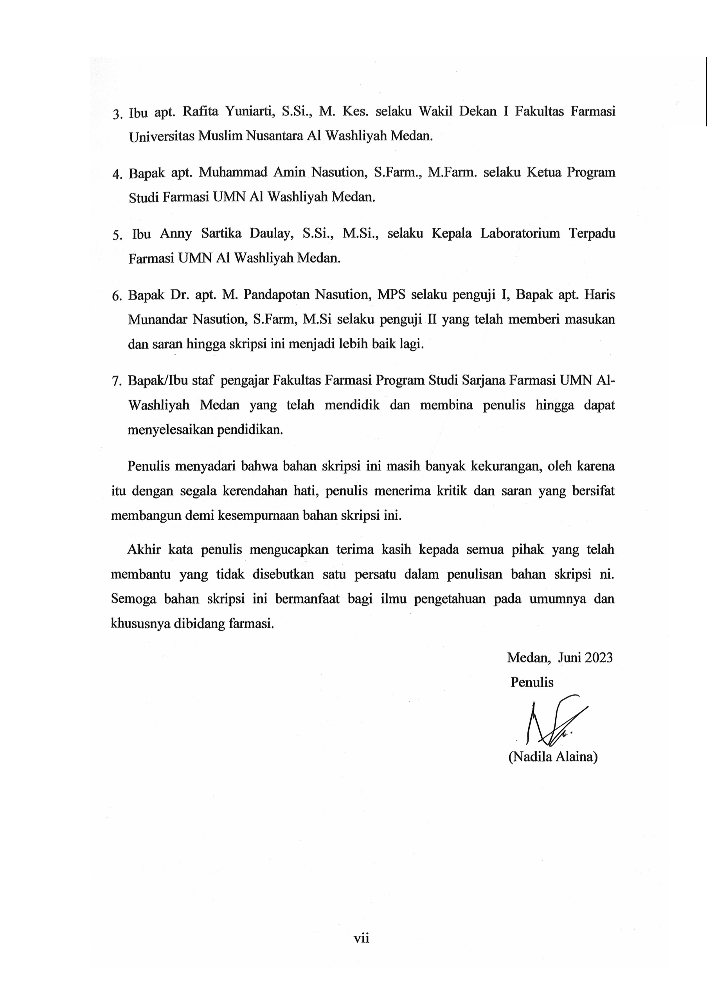 3. Ibu apt. Rafita Yuniarti, S.Si., M. Kes. selaku Wakil Dekan I Fakultas Farmasi
Universitas Muslim Nusantara Al Washliyah Medan.
4. Bapak apt. Muhammad Amin Nasution, S.Farm., M.Farm. selaku Ketua Program
Studi Farmasi UMN Al Washliyah Medan.
5. Ibu Anny Sartika Daulay, S.Si., M.Si., selaku Kepala Laboratorium Terpadu
Farmasi UMN Al Washliyah Medan.
6. Bapak Dr. apt. M. Pandapotan Nasution, MPS selaku penguji I, Bapak apt. Haris
Munandar Nasution, S.Farm, M.Si selaku penguji II yang telah memberi masukan
dan saran hingga skripsi ini menjadi lebih baik lagi.
7. Bapak/Ibu staf pengajar Fakultas Farmasi Program Studi Sarjana Farmasi UMN Al-
Washliyah Medan yang telah mendidik dan membina penulis hingga dapat
menyelesaikan pendidikan.
Penulis menyadari bahwa bahan skripsi ini masih banyak kekurangan, oleh karena
itu dengan segala kerendahan hati, penulis menerima kritik dan saran yang bersifat
membangun demi kesempurnaan bahan skripsi ini.
Akhir kata penulis mengucapkan terima kasih kepada semua pihak yang telah
membantu yang tidak disebutkan satu persatu dalam penulisan bahan skripsi ni.
Semoga bahan skripsi ini bermanfaat bagi ilmu pengetahuan pada umumnya dan
khususnya dibidang farmasi.
Medan, Juni 2023
Penulis
(Nadila Alaina)
vii